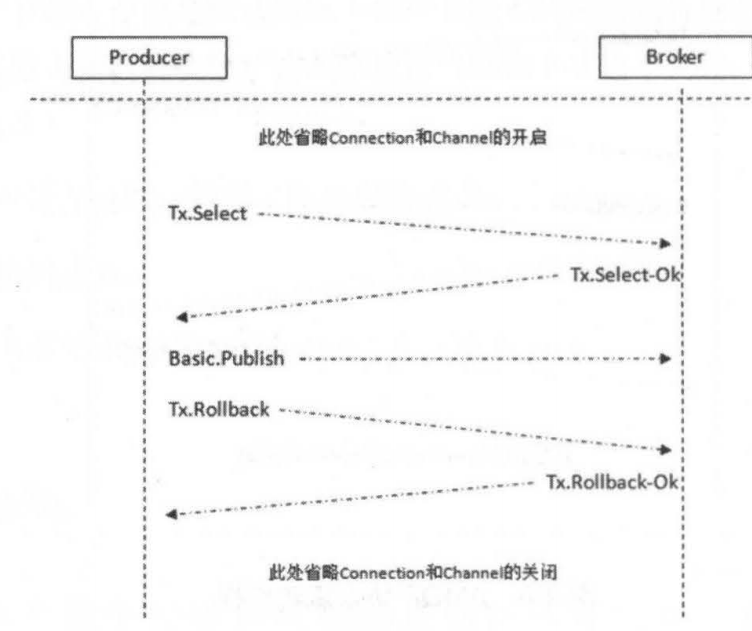 Producer
Broker
此处省略Connection和Channel的开启
Tx.Select
Tx.Select-Ok
Basic.Publish
Tx.Rollback
Tx.Rollback-Ok
此处省略Connection和Channel的关闭